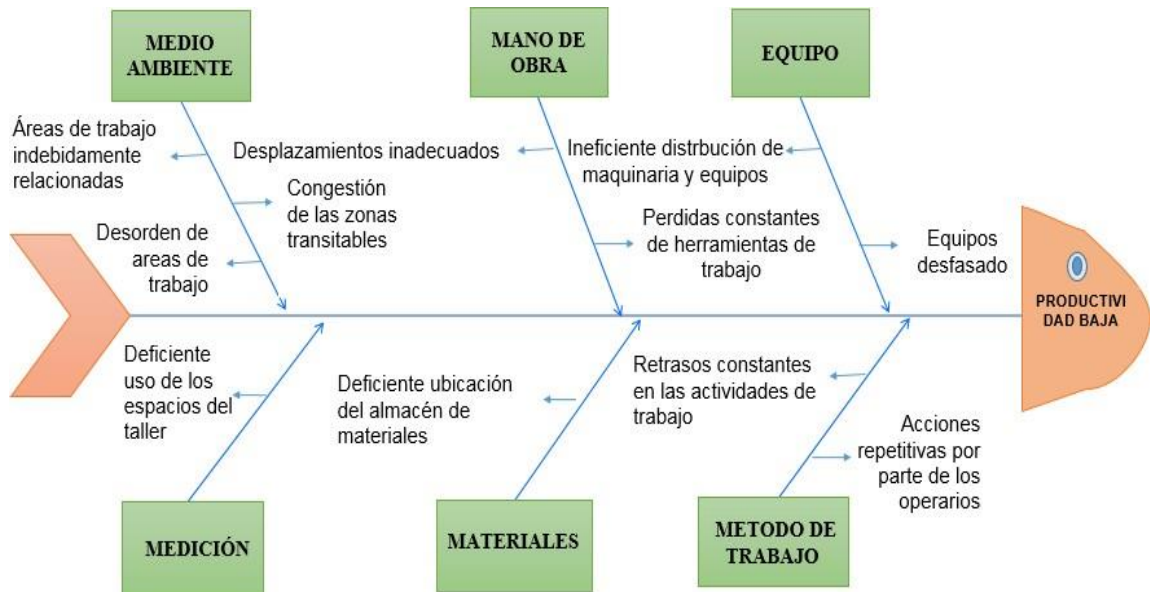 MEDIO
AMBIENTE
MANO DE
OBRA
EQUIPO
Áreas de trabajo
indebidamente
relacionadas
Congestión
de las zonas
transitables
Desorden de
areas de
trabajo
Desplazamientos inadecuados
Perdidas constantes
de herramientas de
trabajo
Ineficiente distrbución de
maquinaria y equipos
Equipos
desfasado
PRODUCTIVI
DAD BAJA
Deficiente
uso de los
espacios del
taller
Deficiente ubicación
del almacén de
materiales
Retrasos constantes
en las actividades de
trabajo
Acciones
repetitivas por
parte de los
operarios
MEDICIÓN
MATERIALES
METODO DE
TRABAJO